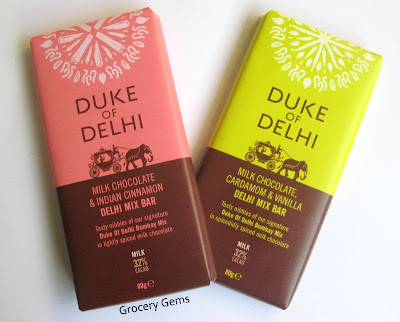 DUKE
OF
DELHI
MILK CHOCOLATE
& INDIAN CINNAMON
DELHI MIX BAR
Tasty nibbles of our signature
Duke Of Delhi Bombay Mix
in lightly spiced milk chocolate
MILK
32%
CACAO
80g℮
DUKE
OF
DELHI
MILK CHOCOLATE,
CARDAMOM & VANILLA
DELHI MIX BAR
Tasty nibbles of our signature
Duke Of Delhi Bombay Mix
in splendidly spiced milk chocolate
MILK
32%
CACAO
80g℮
Grocery Gems